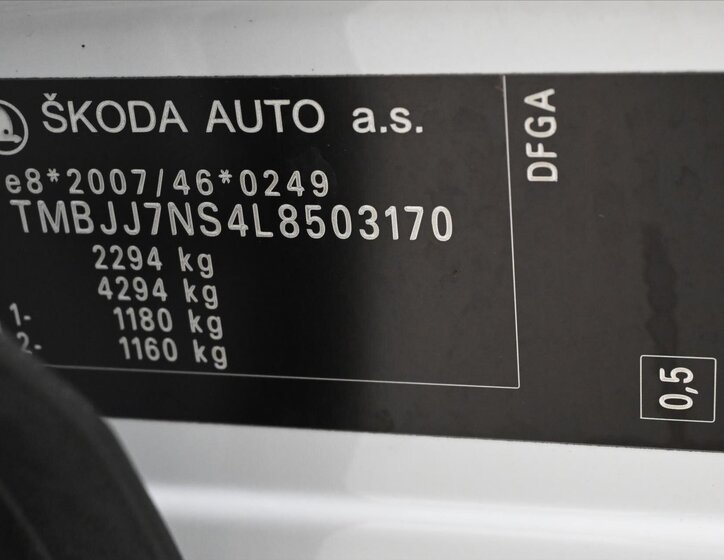 ŠKODA AUTO a.s.
e8*2007/46*0249
TMBJJ7NS4L8503170
2294 kg
4294 kg
1- 1180 kg
2- 1160 kg
DFGA
0,5